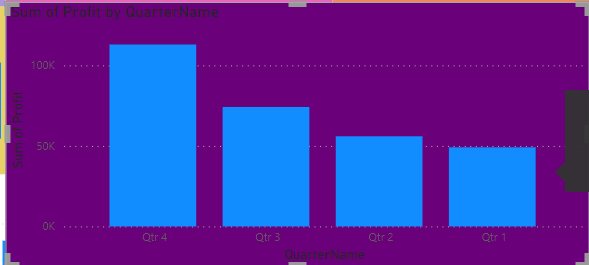 Sum of Profit by QuarterName
100K
50K
0K
Sum of Profit
Qtr 4
Qtr 3
Qtr 2
Qtr 1
QuarterName